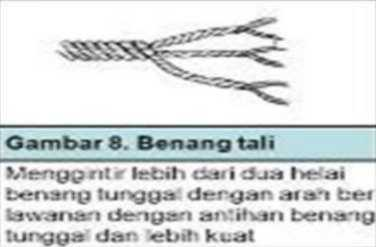 Gambar 8. Benang tali
Menggintir lebih dari dua helai
benang tunggal dengan arah ber
lawanan dengan antihan benang
tunggal dan lebih kuat